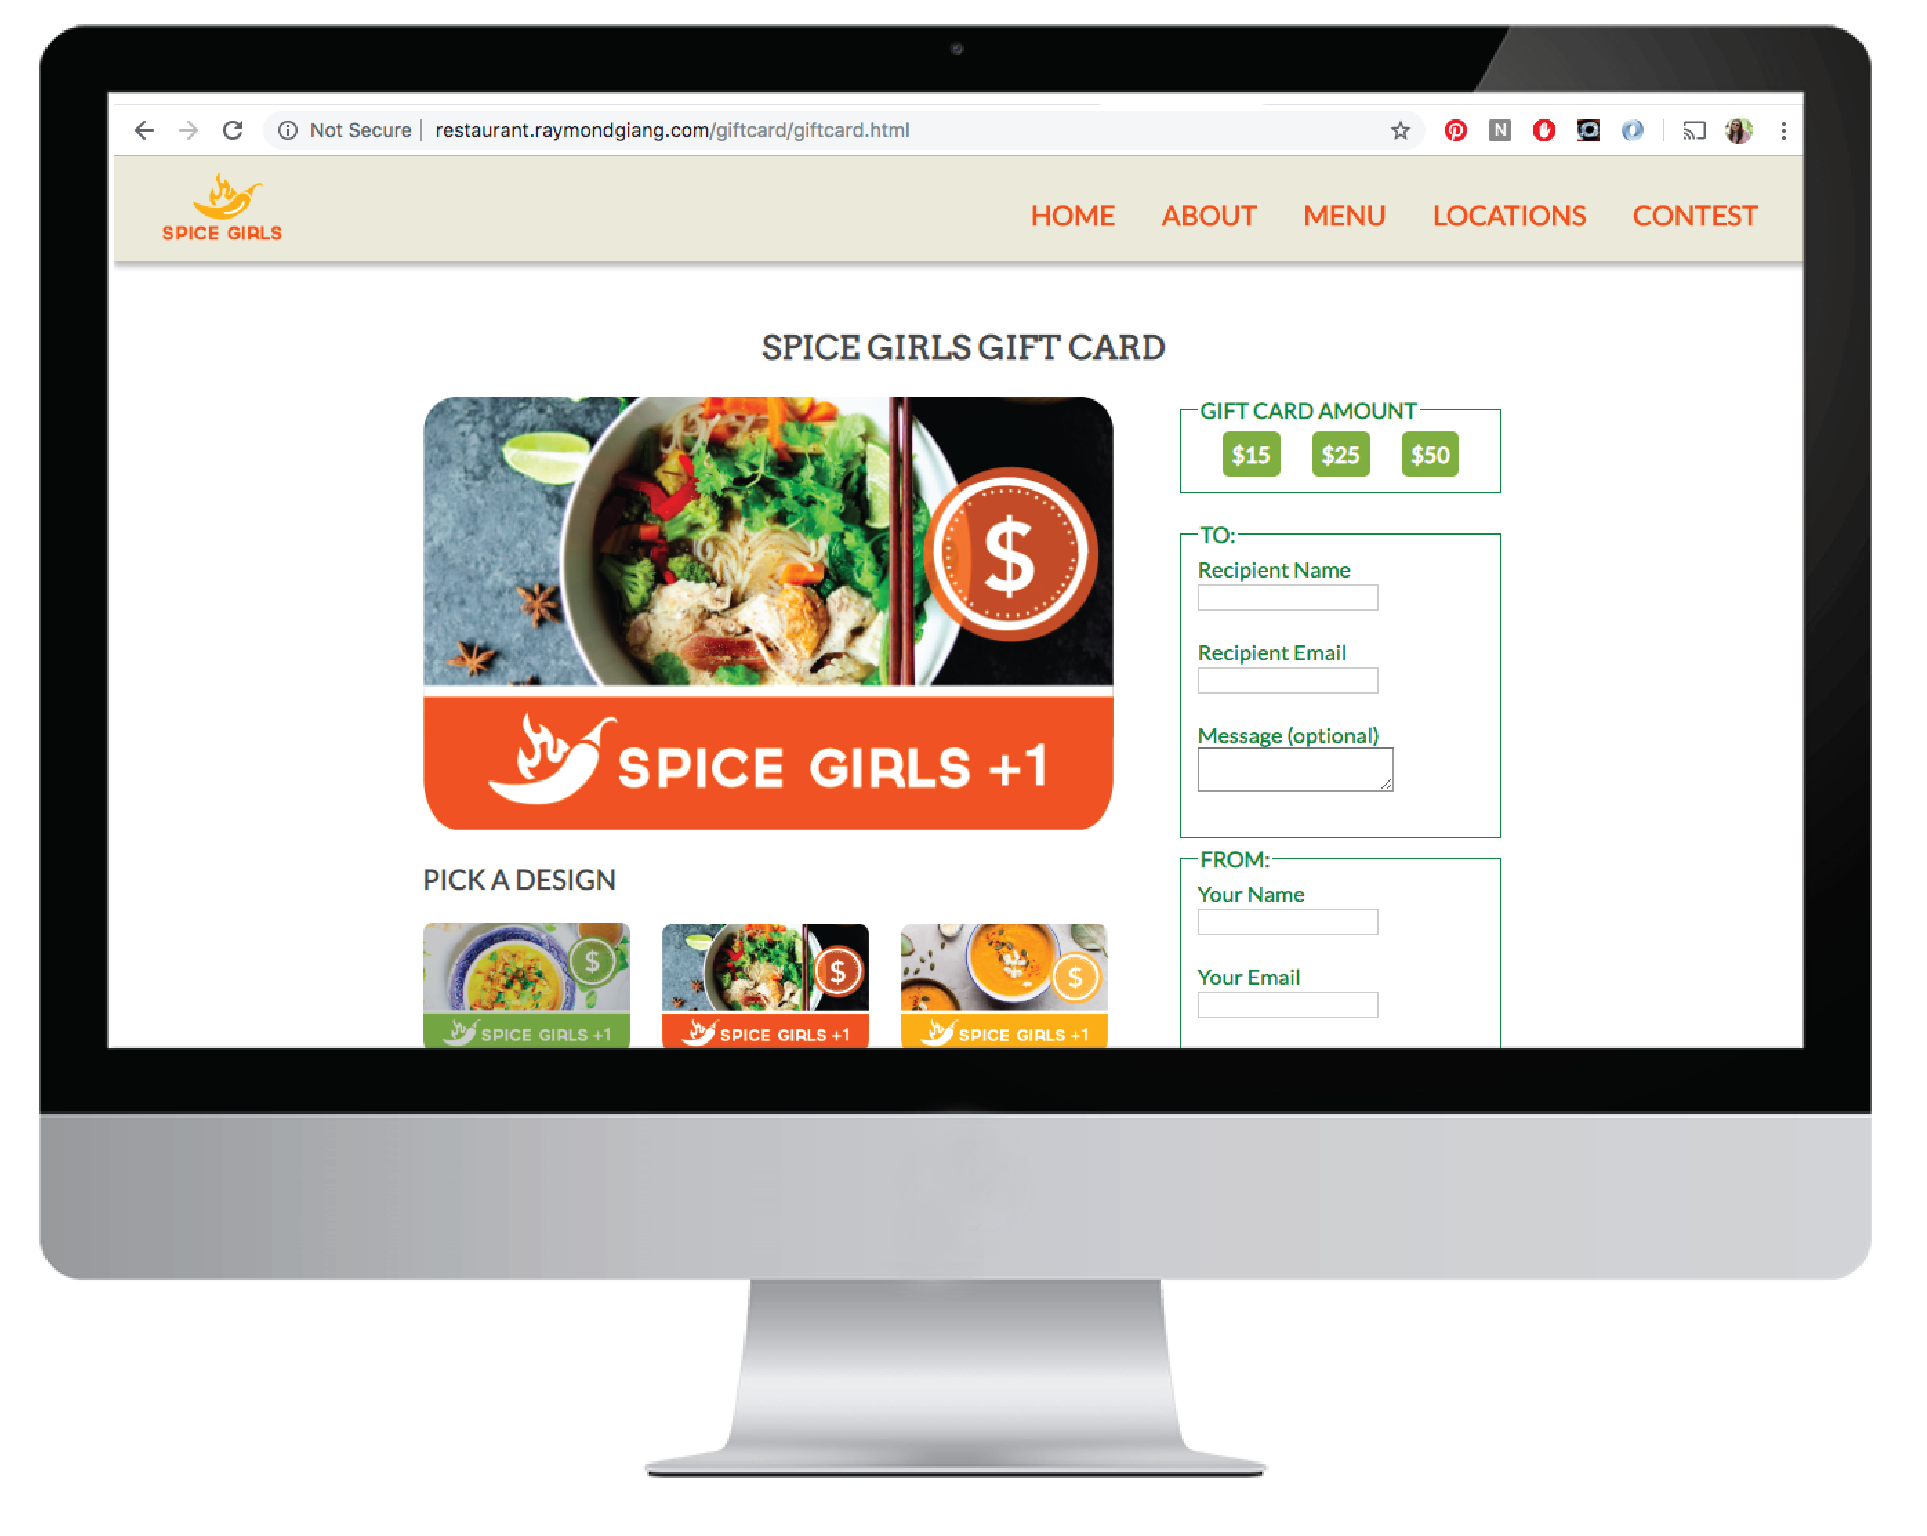 Not Secure | restaurant.raymondgiang.com/giftcard/giftcard.html
N
SPICE GIRLS
HOME ABOUT MENU LOCATIONS CONTEST
SPICE GIRLS GIFT CARD
$
SPICE GIRLS +1
PICK A DESIGN
$ $ $
SPICE GIRLS +1 SPICE GIRLS +1 SPICE GIRLS +1
GIFT CARD AMOUNT
$15 $25 $50
TO:
Recipient Name
Recipient Email
Message (optional)
FROM:
Your Name
Your Email